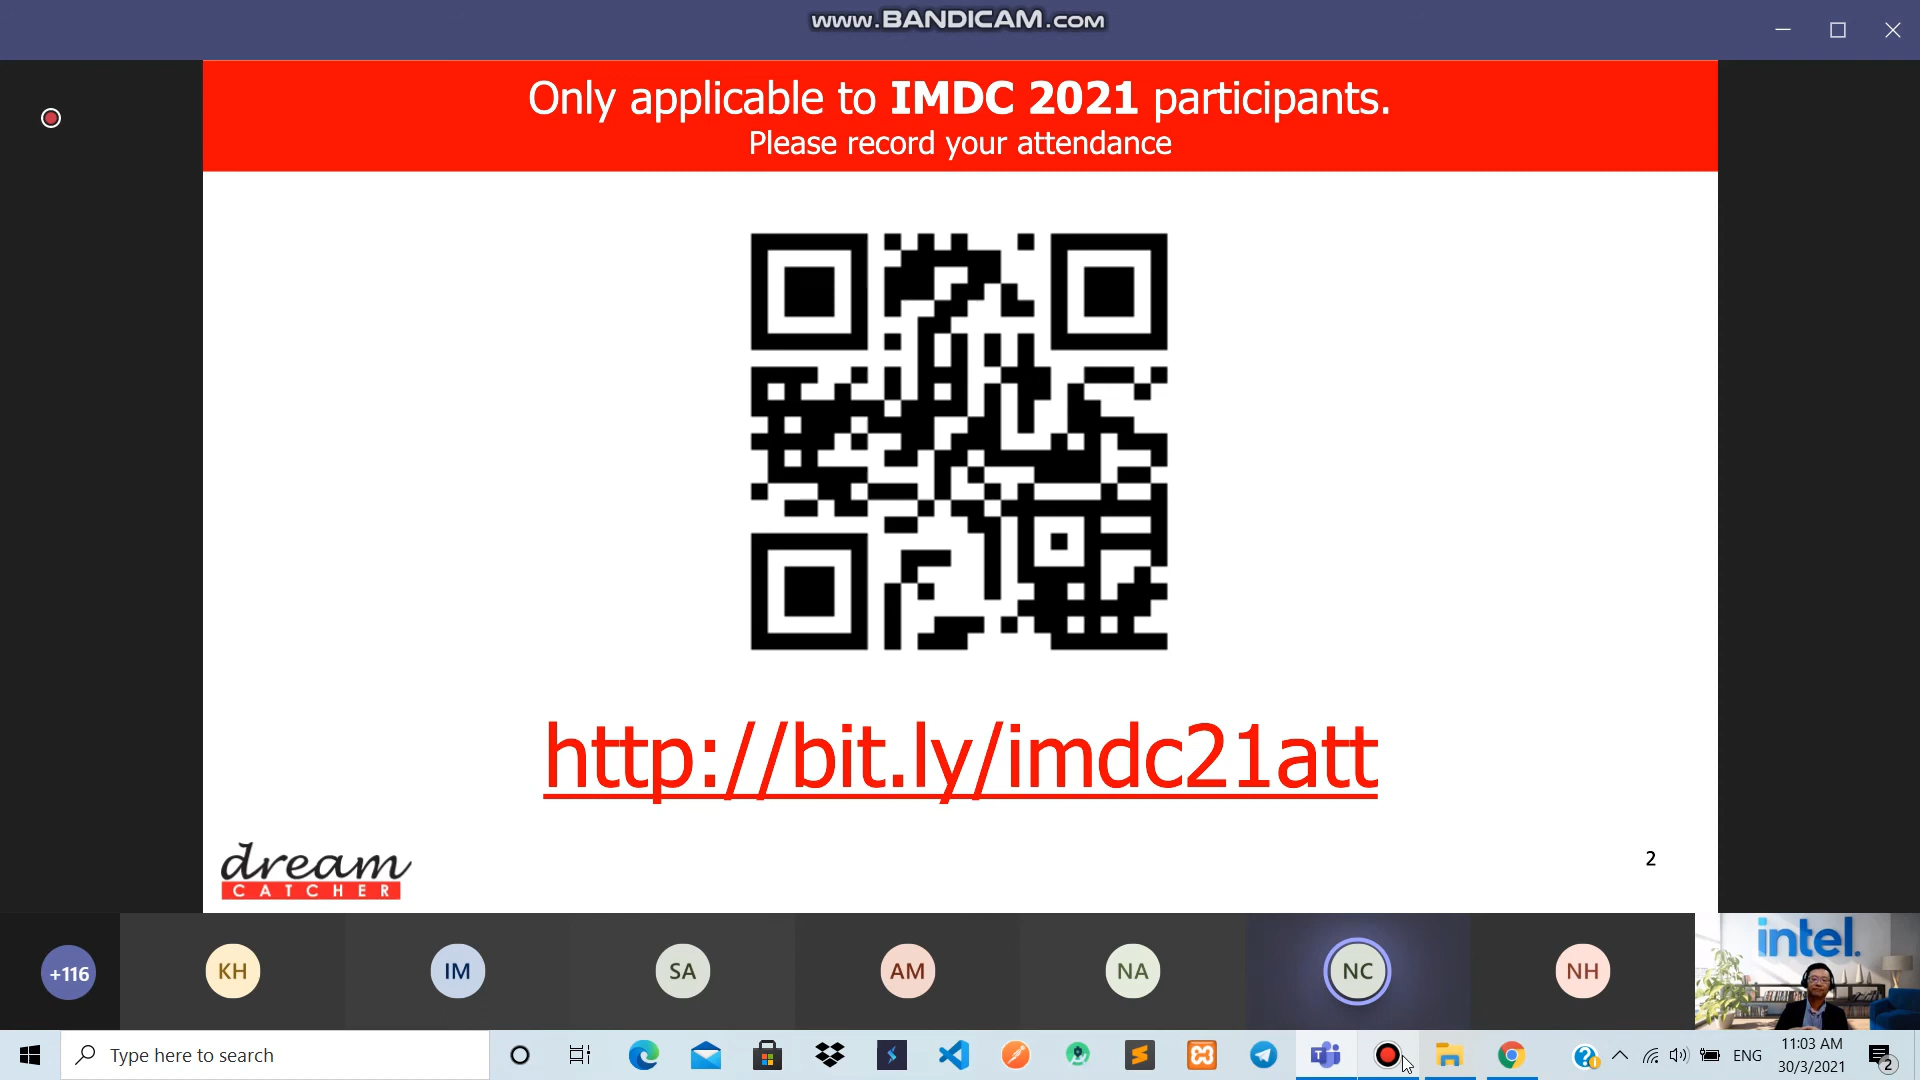 www.BANDICAM.com
Only applicable to IMDC 2021 participants.
Please record your attendance
http://bit.ly/imdc21att
dream
CATCHER
2
+116
KH
IM
SA
AM
NA
NC
NH
intel.
Type here to search
ENG
11:03 AM
30/3/2021
2